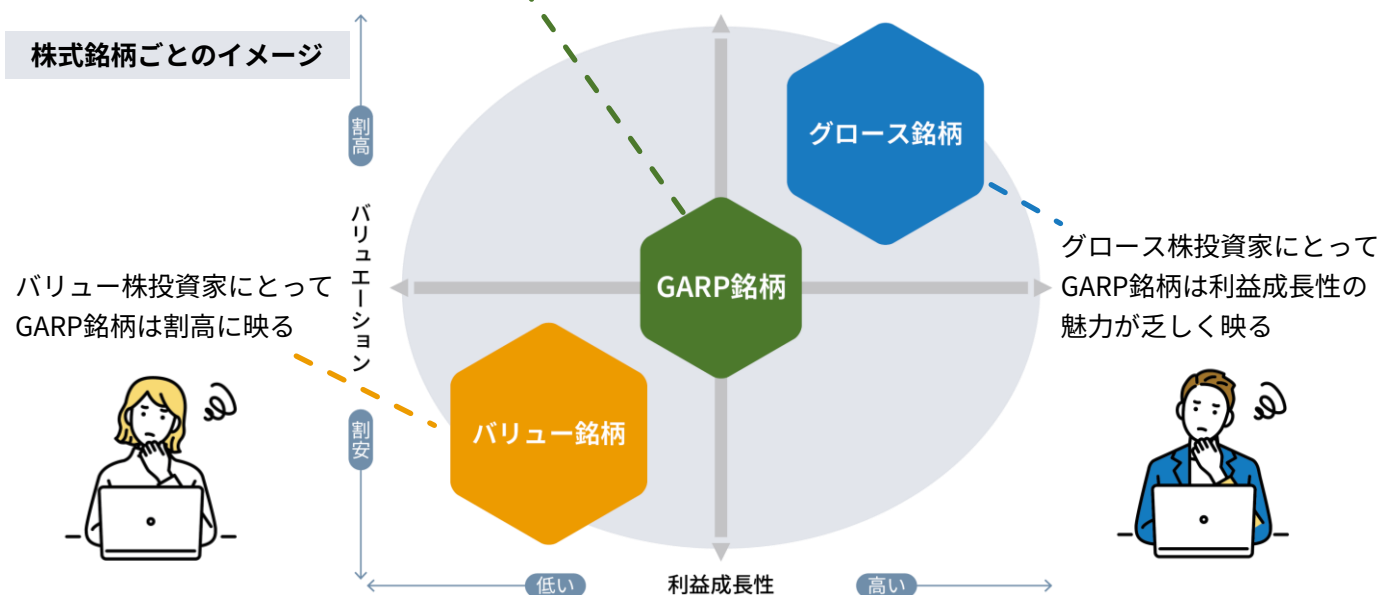 株式銘柄ごとのイメージ
割高
バリュエーション
割安
グロース銘柄
GARP銘柄
バリュー銘柄
バリュー株投資家にとって
GARP銘柄は割高に映る
グロース株投資家にとって
GARP銘柄は利益成長性の
魅力が乏しく映る
低い
利益成長性
高い